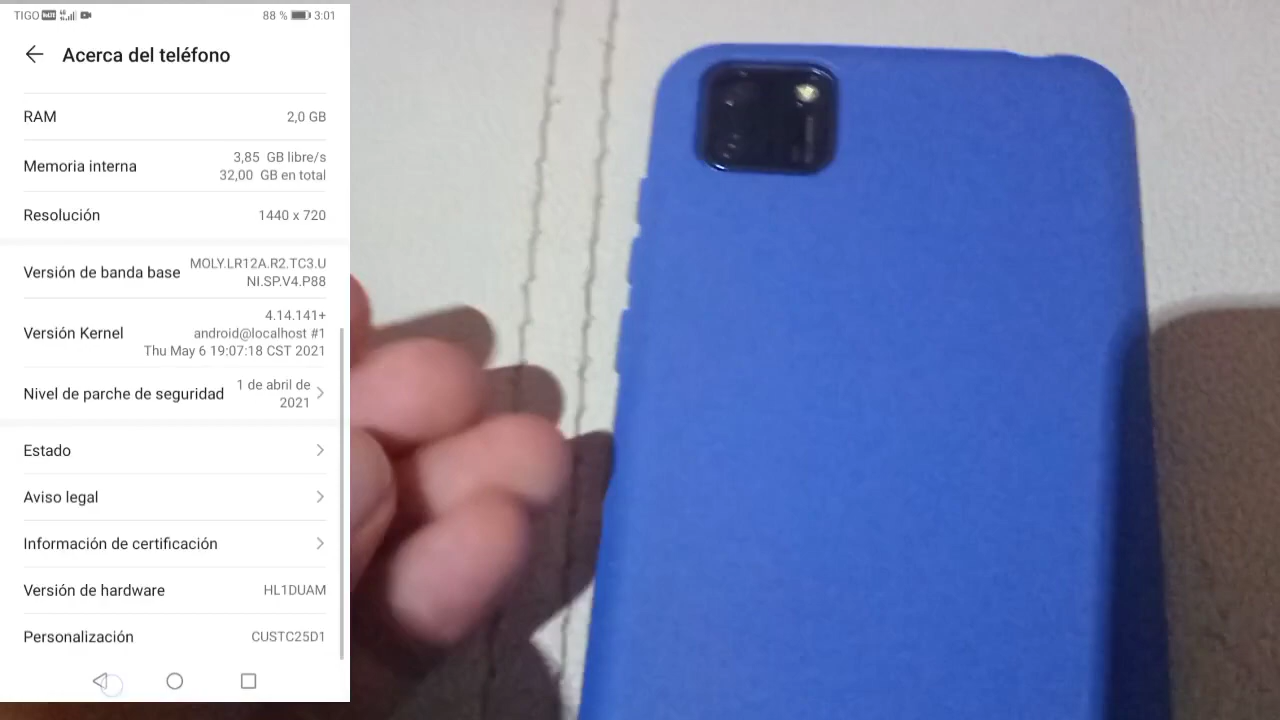 TIGO VoLTE 88 % 3:01
Acerca del teléfono
RAM 2,0 GB
Memoria interna 3,85 GB libre/s
32,00 GB en total
Resolución 1440 x 720
Versión de banda base MOLY.LR12A.R2.TC3.U
NI.SP.V4.P88
Versión Kernel 4.14.141+
android@localhost #1
Thu May 6 19:07:18 CST 2021
Nivel de parche de seguridad 1 de abril de
2021
Estado
Aviso legal
Información de certificación
Versión de hardware HL1DUAM
Personalización CUSTC25D1